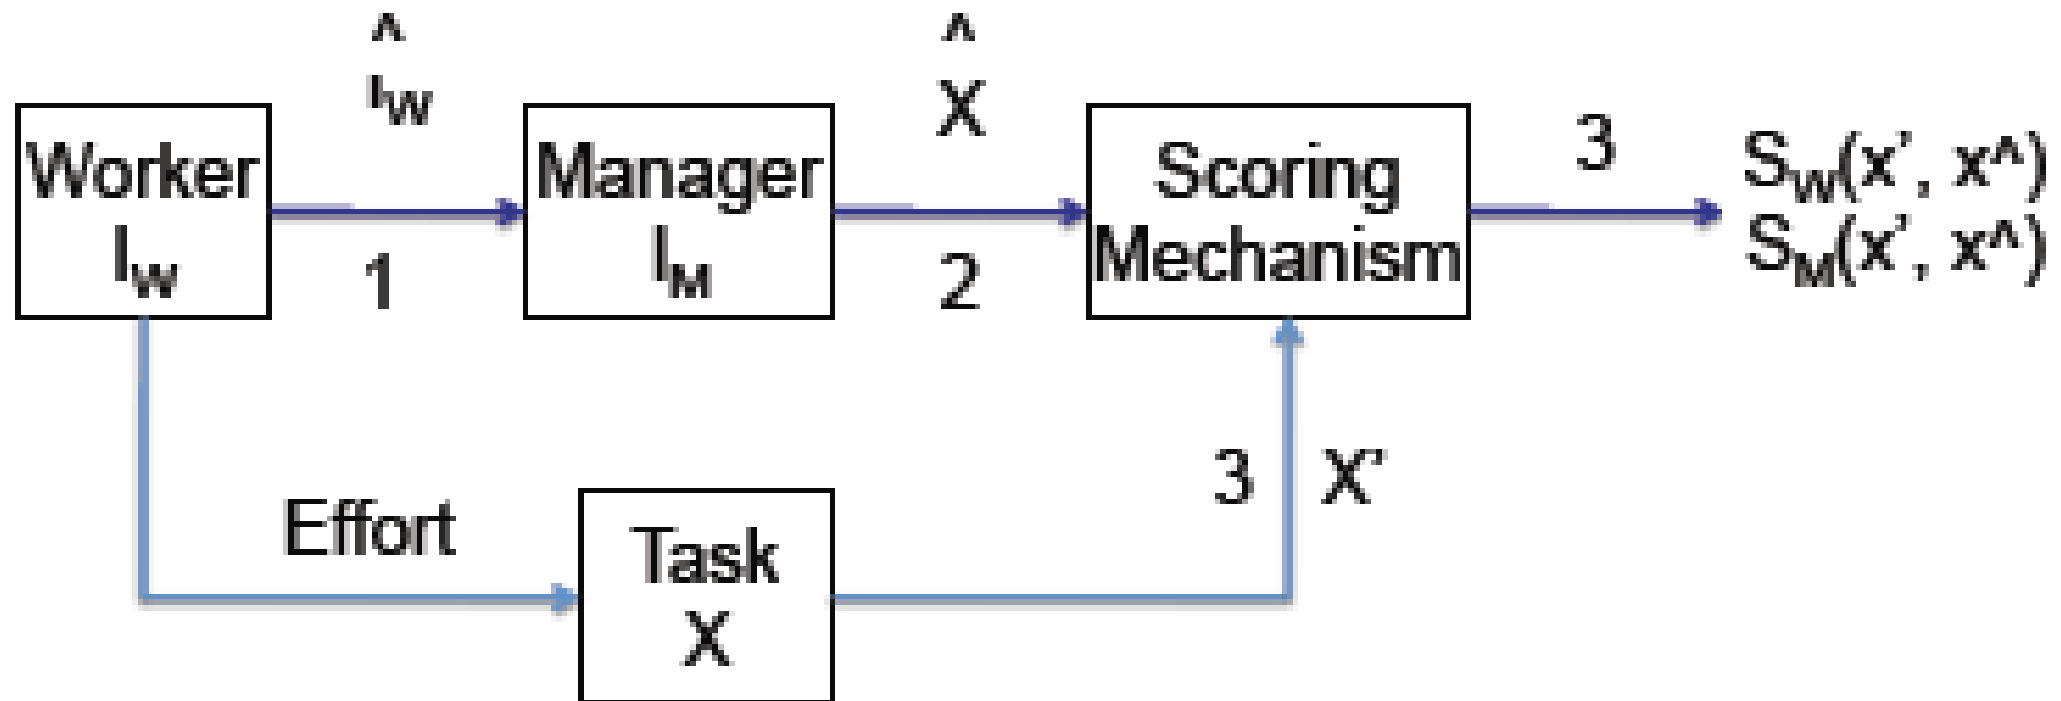 ^
I_W
^
X
Worker
I_W
1
Manager
I_M
2
Scoring
Mechanism
3
S_W(x’, x^)
S_M(x’, x^)
Effort
Task
X
3
X’